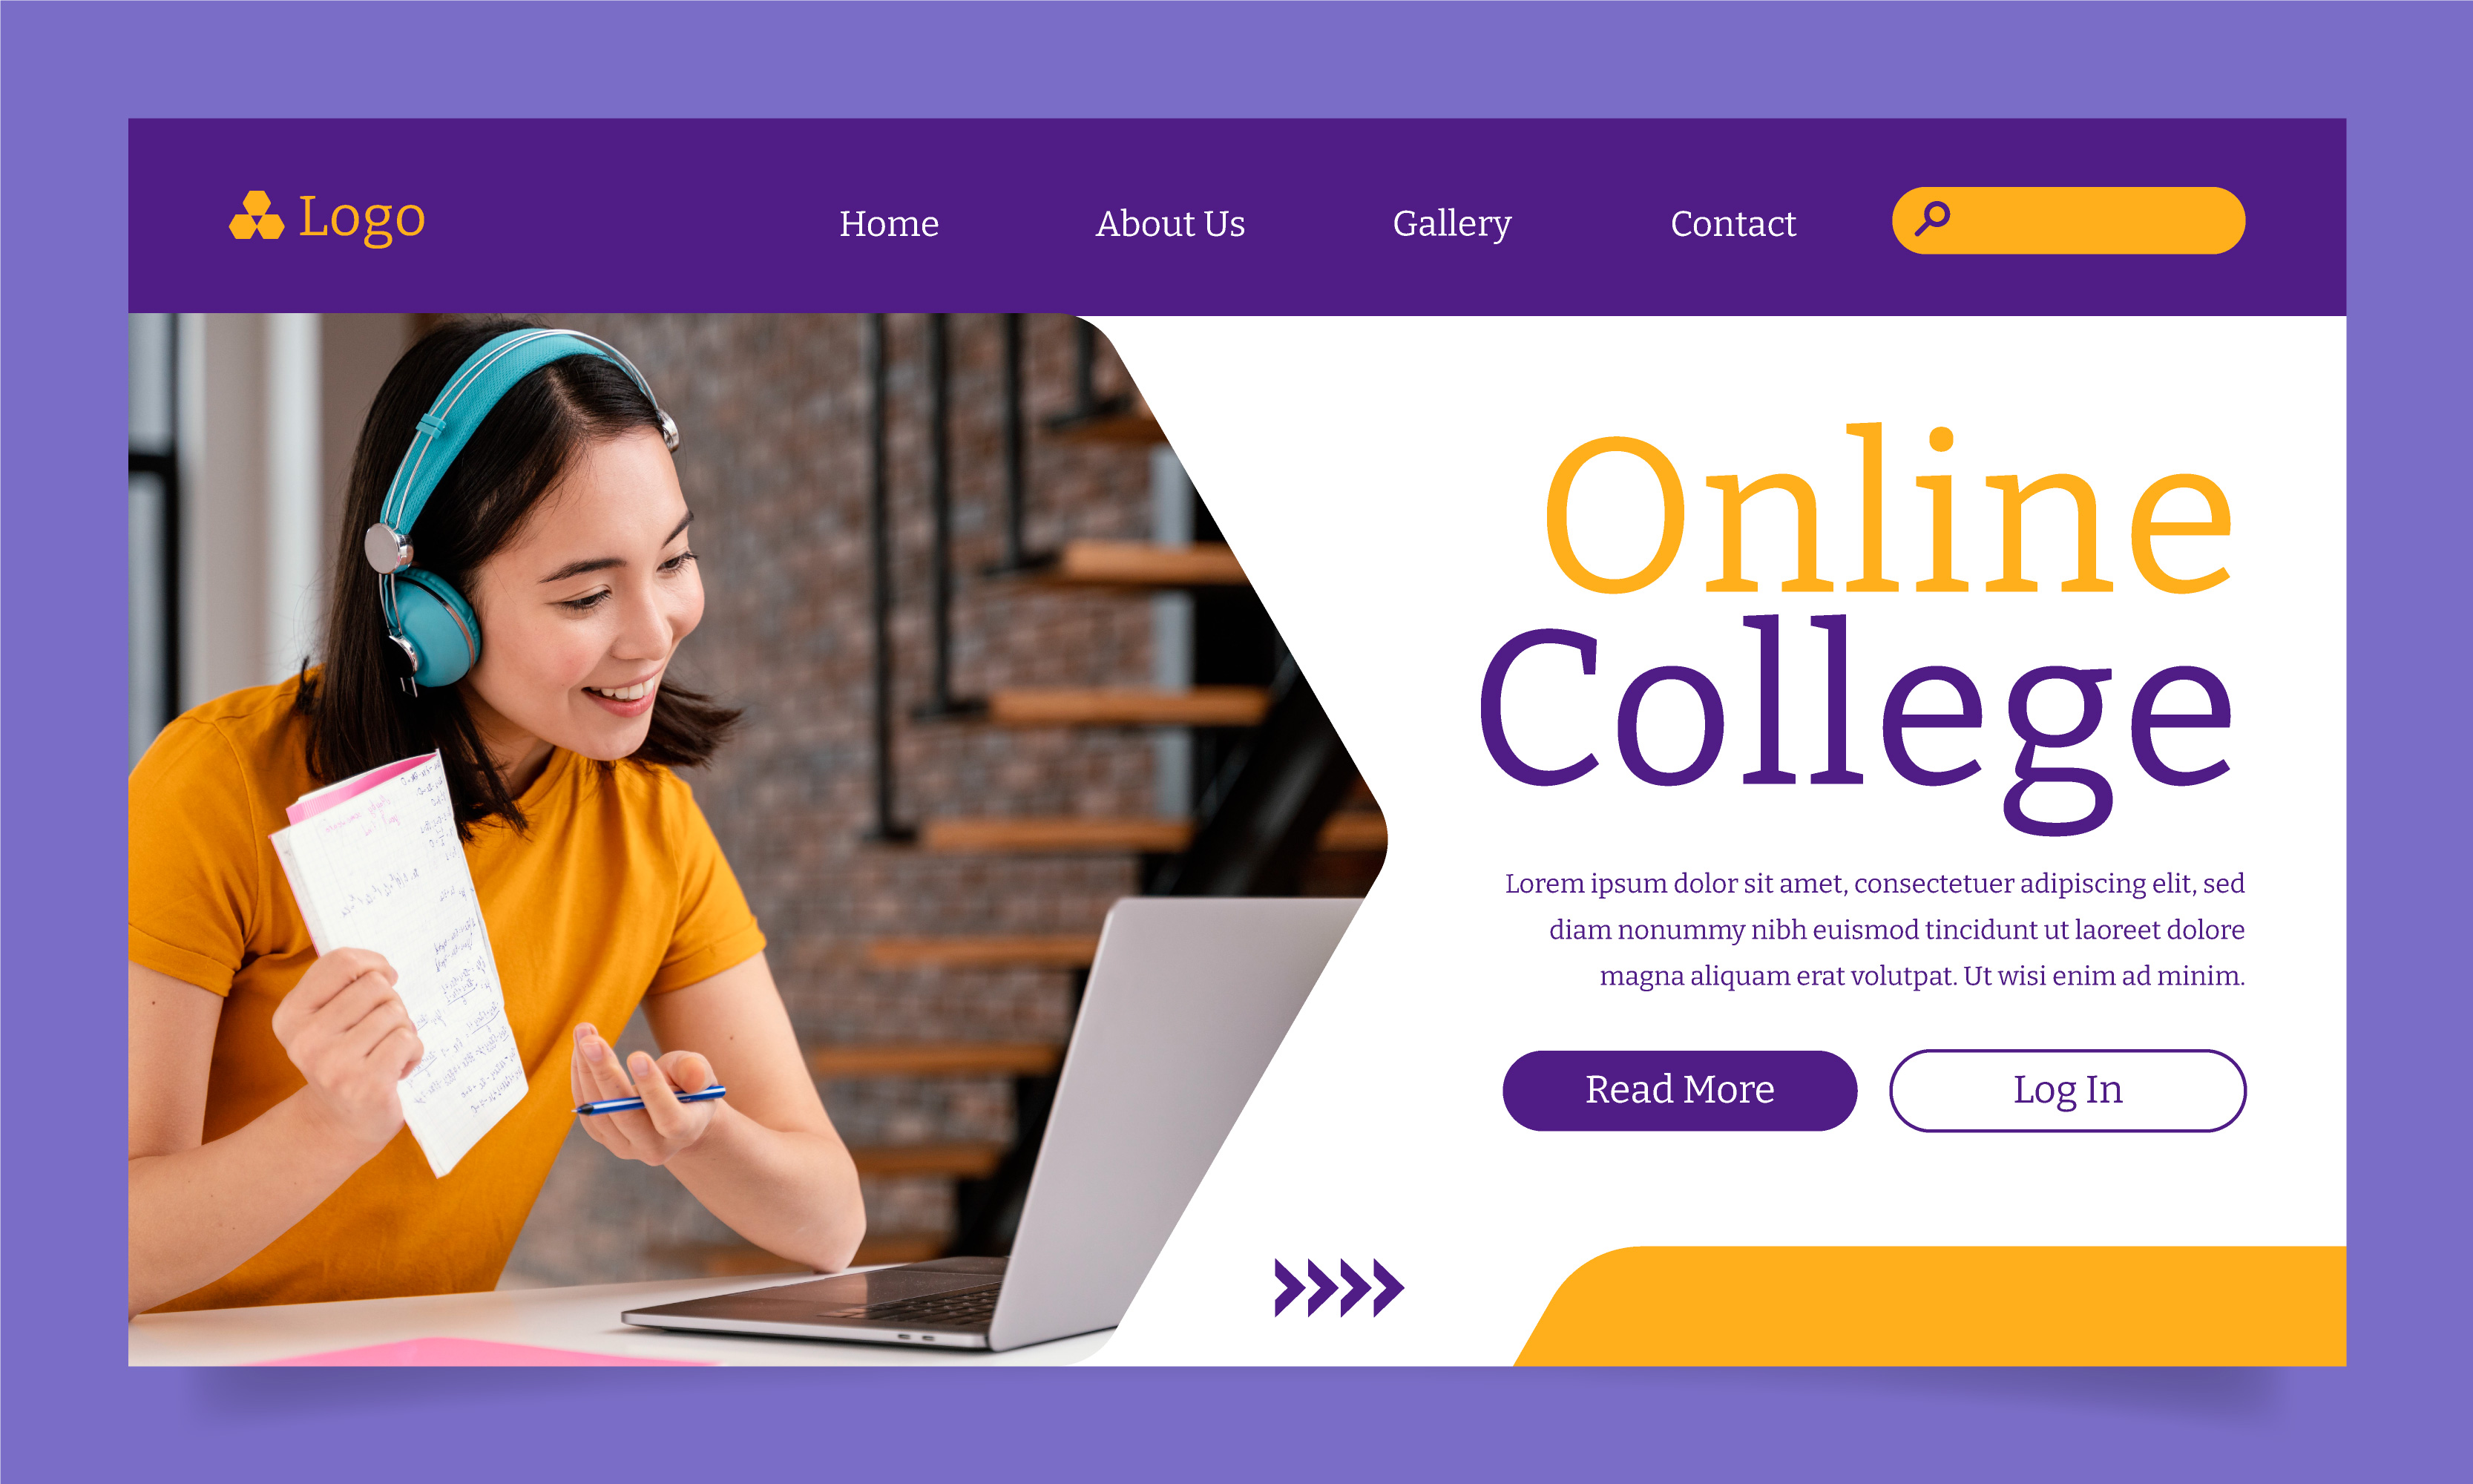 Logo
Home
About Us
Gallery
Contact
Online
College
Lorem ipsum dolor sit amet, consectetuer adipiscing elit, sed
diam nonummy nibh euismod tincidunt ut laoreet dolore
magna aliquam erat volutpat. Ut wisi enim ad minim.
Read More
Log In